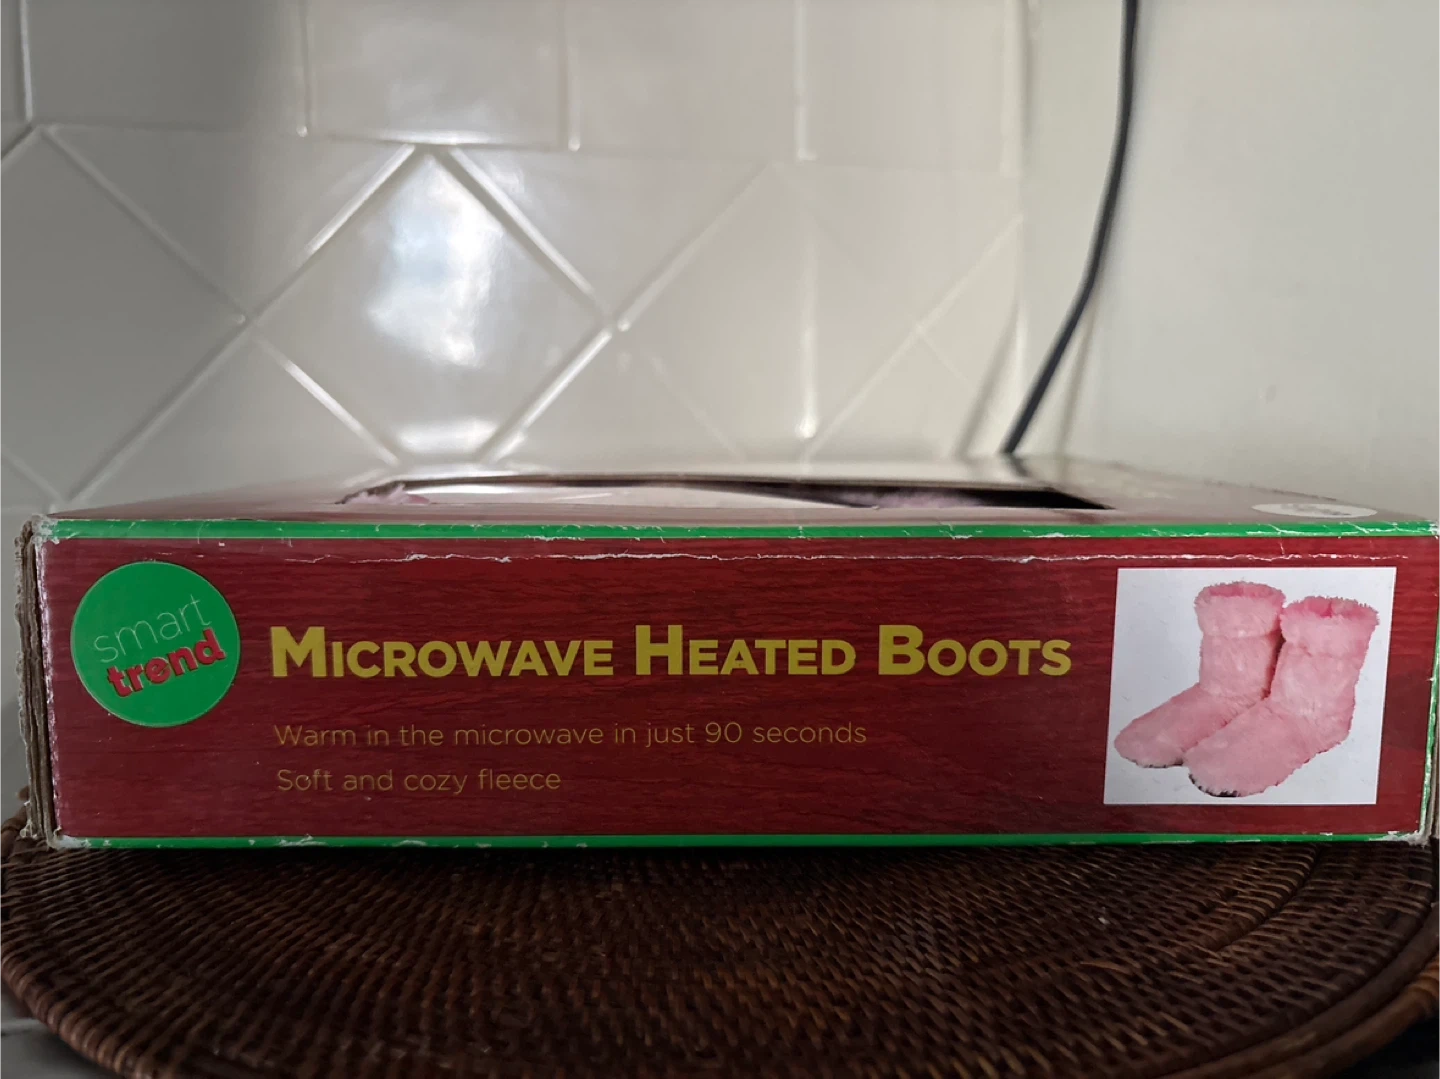 smart
trend
MICROWAVE HEATED BOOTS
Warm in the microwave in just 90 seconds
Soft and cozy fleece